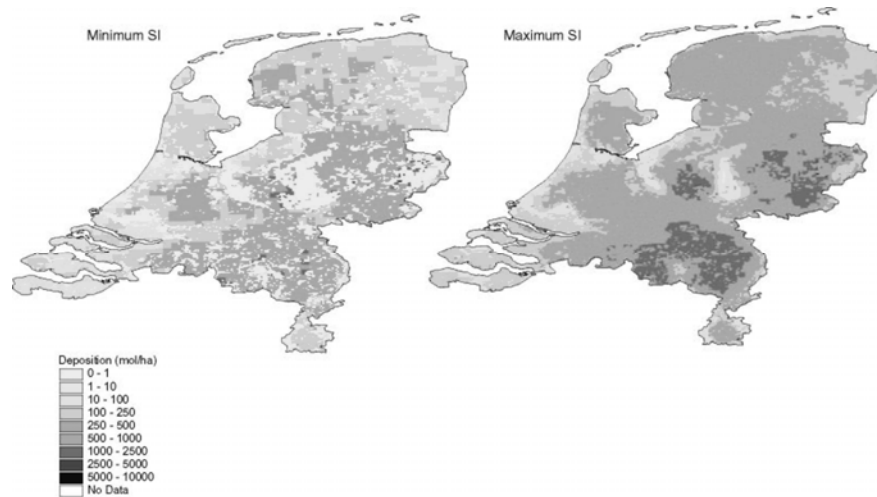 Minimum SI
Maximum SI
Deposition (mol/ha)
0 - 1
1 - 10
10 - 100
100 - 250
250 - 500
500 - 1000
1000 - 2500
2500 - 5000
5000 - 10000
No Data